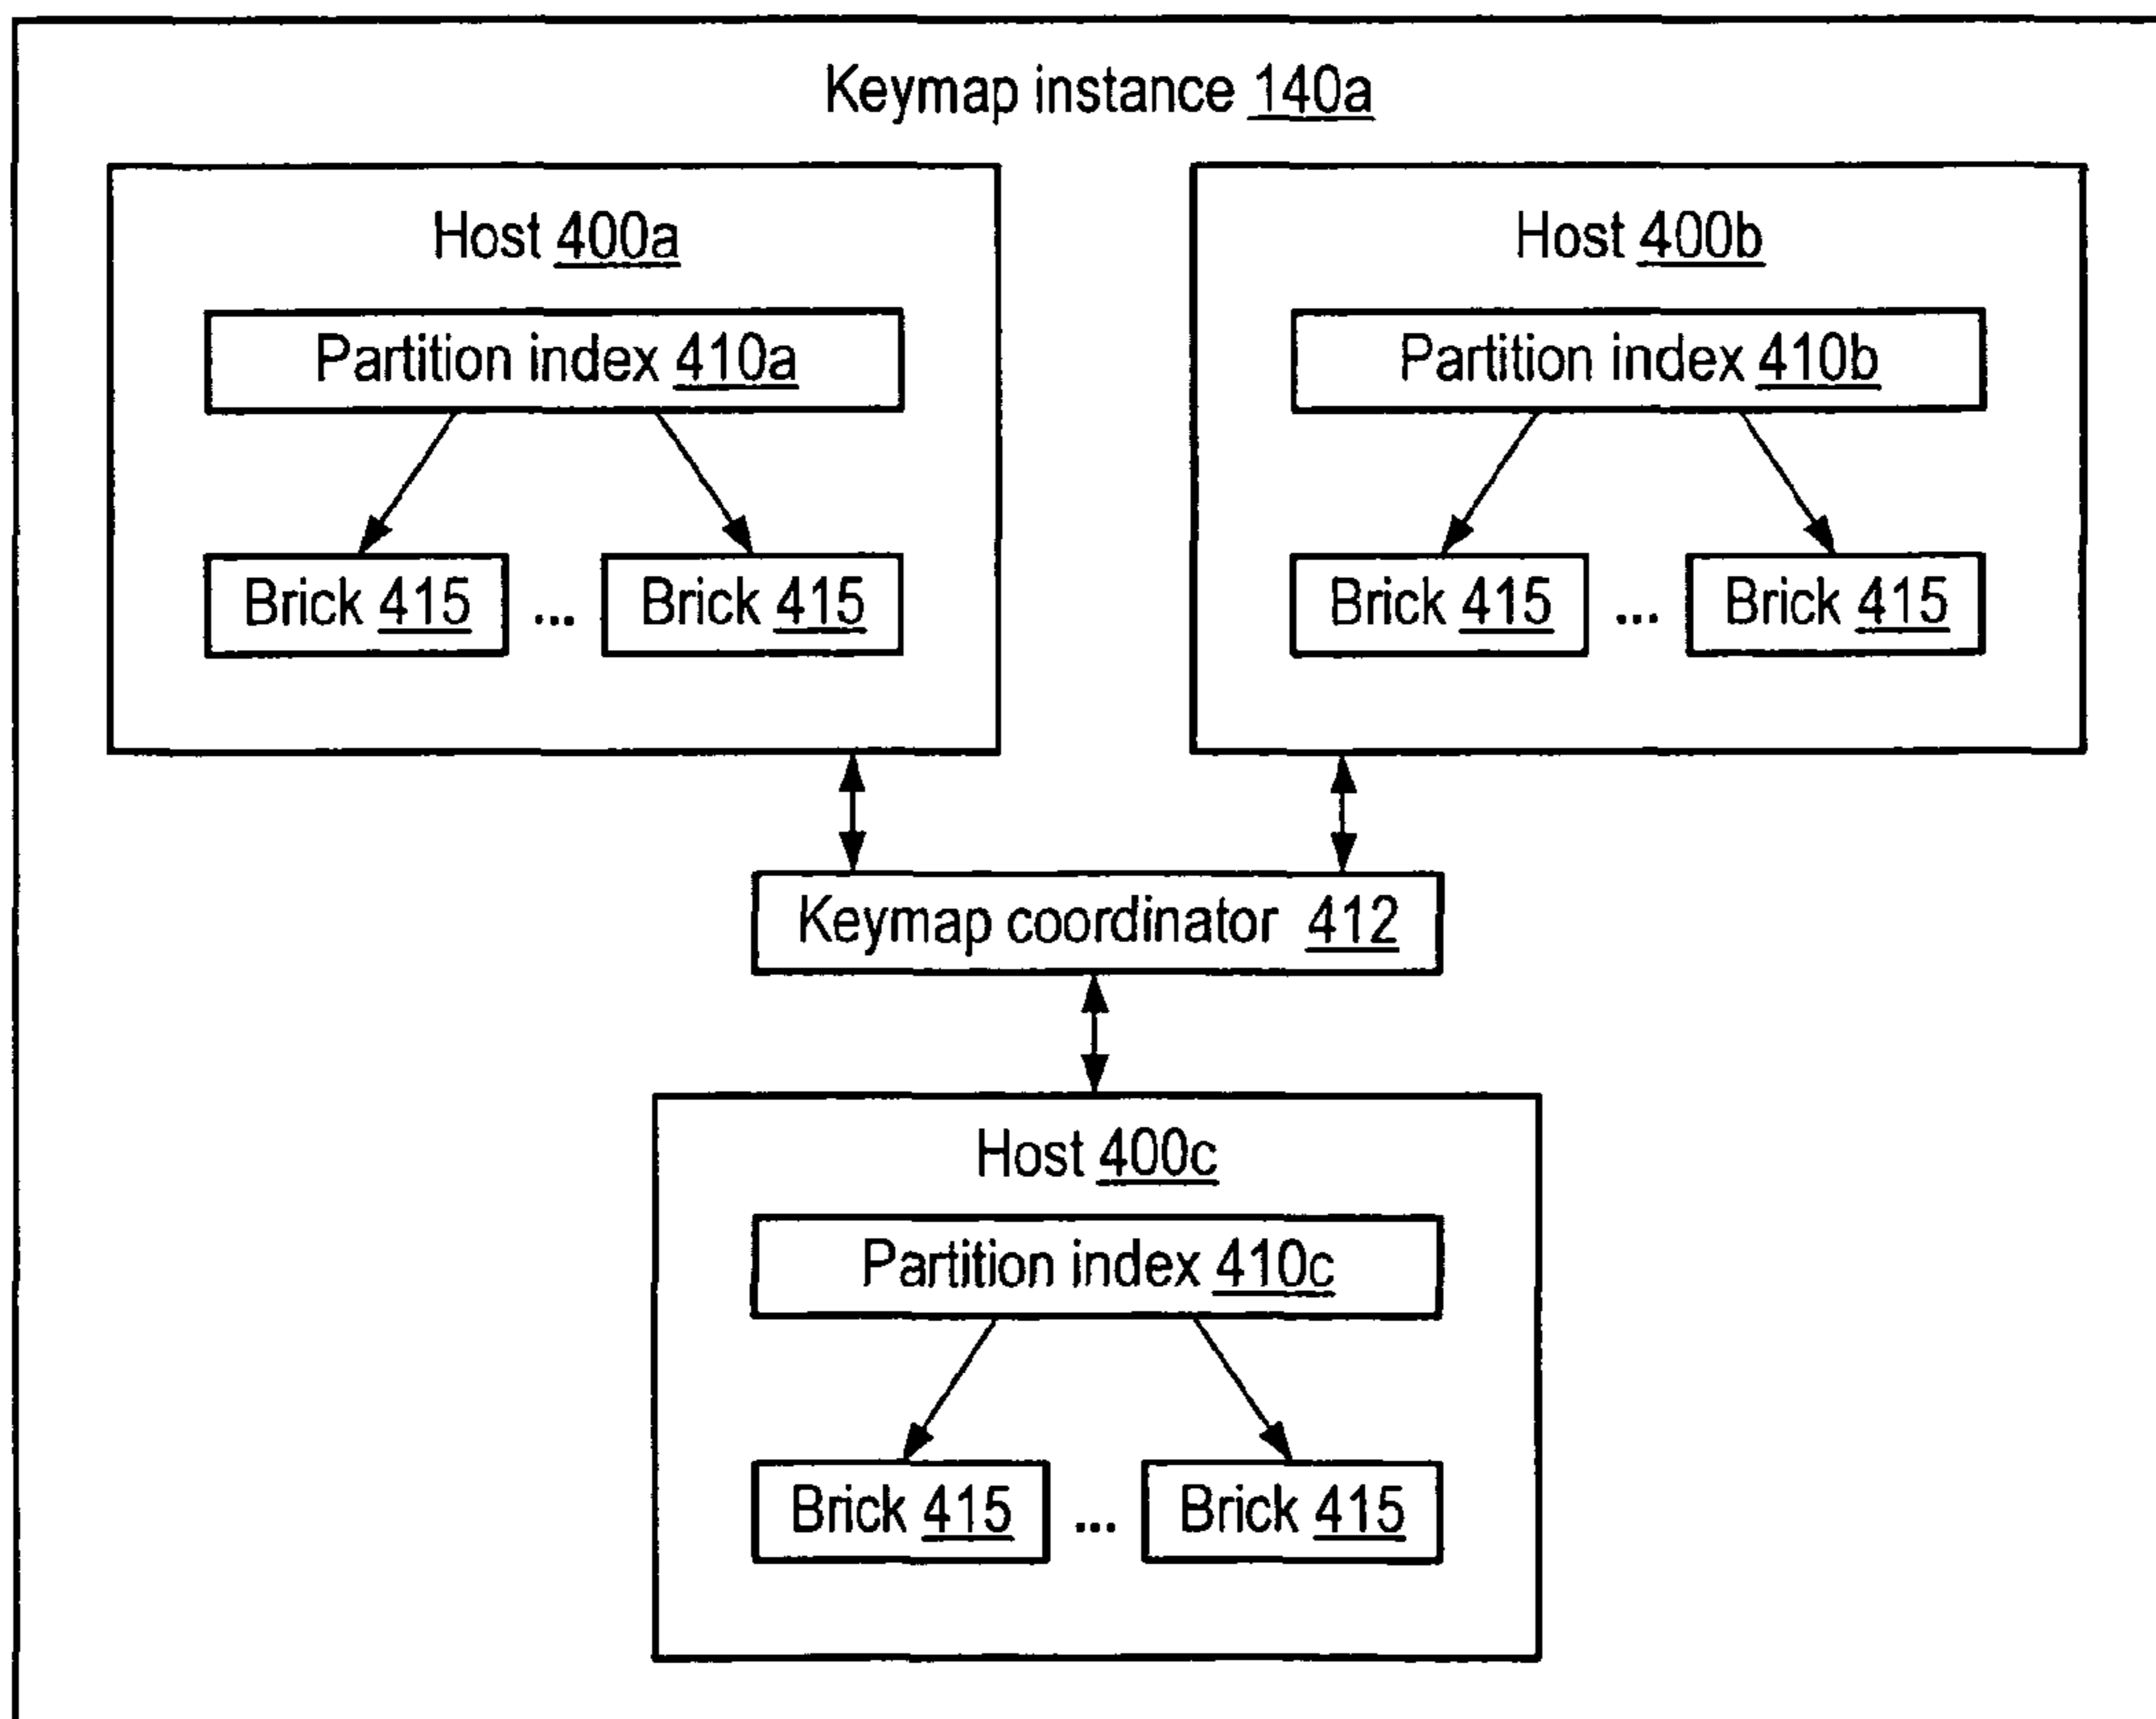 Keymap instance 140a
Host 400a
Partition index 410a
Brick 415 ... Brick 415
Host 400b
Partition index 410b
Brick 415 ... Brick 415
Keymap coordinator 412
Host 400c
Partition index 410c
Brick 415 ... Brick 415